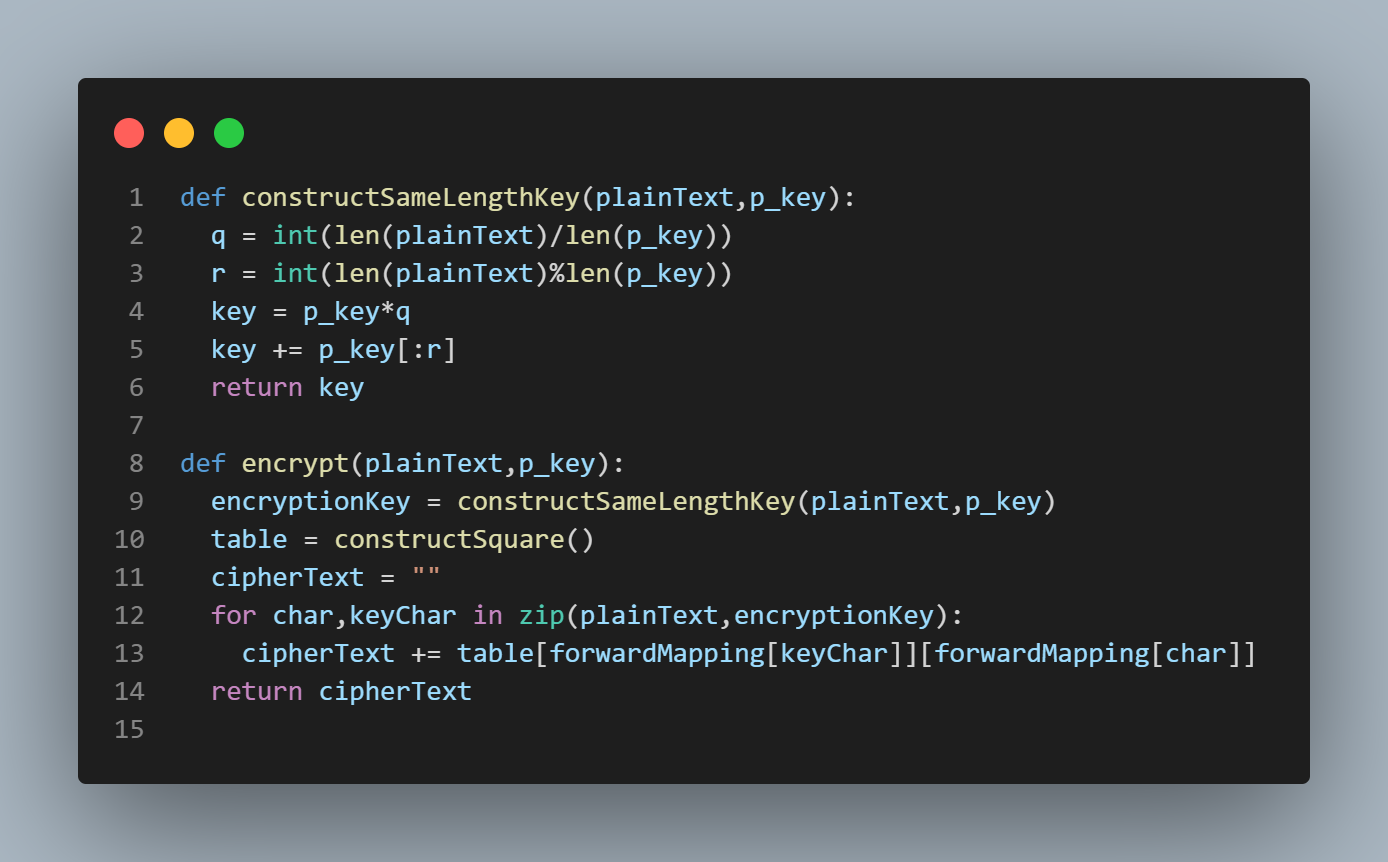 1 def constructSameLengthKey(plainText,p_key):
2   q = int(len(plainText)/len(p_key))
3   r = int(len(plainText)%len(p_key))
4   key = p_key*q
5   key += p_key[:r]
6   return key
7
8 def encrypt(plainText,p_key):
9   encryptionKey = constructSameLengthKey(plainText,p_key)
10   table = constructSquare()
11   cipherText = ""
12   for char,keyChar in zip(plainText,encryptionKey):
13     cipherText += table[forwardMapping[keyChar]][forwardMapping[char]]
14   return cipherText
15